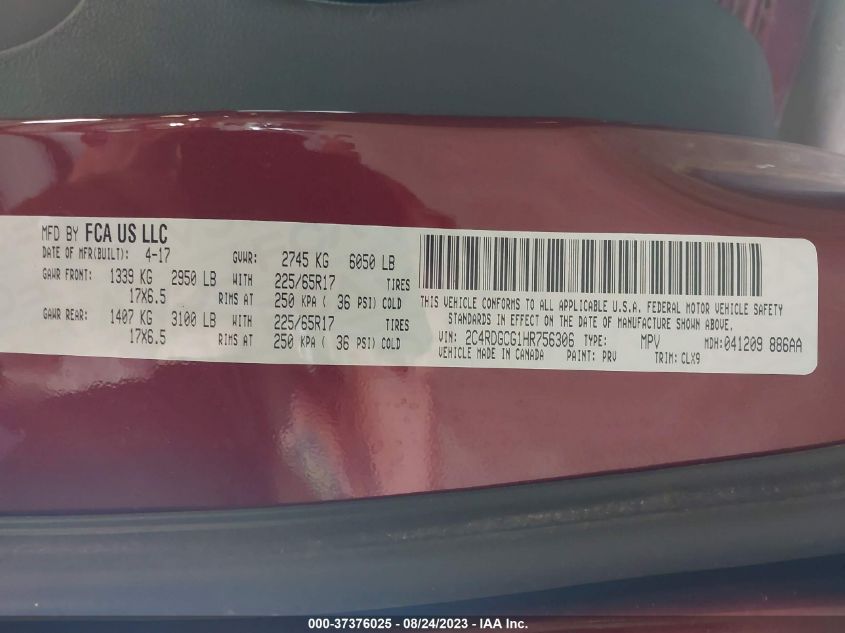 MFD BY FCA US LLC
DATE OF MFR(BUILT): 4-17 GVWR: 2745 KG 6050 LB
GAWR FRONT: 1339 KG 2950 LB WITH 225/65R17 TIRES
17X6.5 RIMS AT 250 KPA ( 36 PSI) COLD
GAWR REAR: 1407 KG 3100 LB WITH 225/65R17 TIRES
17X6.5 RIMS AT 250 KPA ( 36 PSI) COLD
THIS VEHICLE CONFORMS TO ALL APPLICABLE U.S.A. FEDERAL MOTOR VEHICLE SAFETY
STANDARDS IN EFFECT ON THE DATE OF MANUFACTURE SHOWN ABOVE.
VIN: 2C4RDGCG1HR756306 TYPE: MPV MDH:041209 886AA
VEHICLE MADE IN CANADA PAINT: PRV TRIM: CLX9
000-37376025 - 08/24/2023 - IAA Inc.